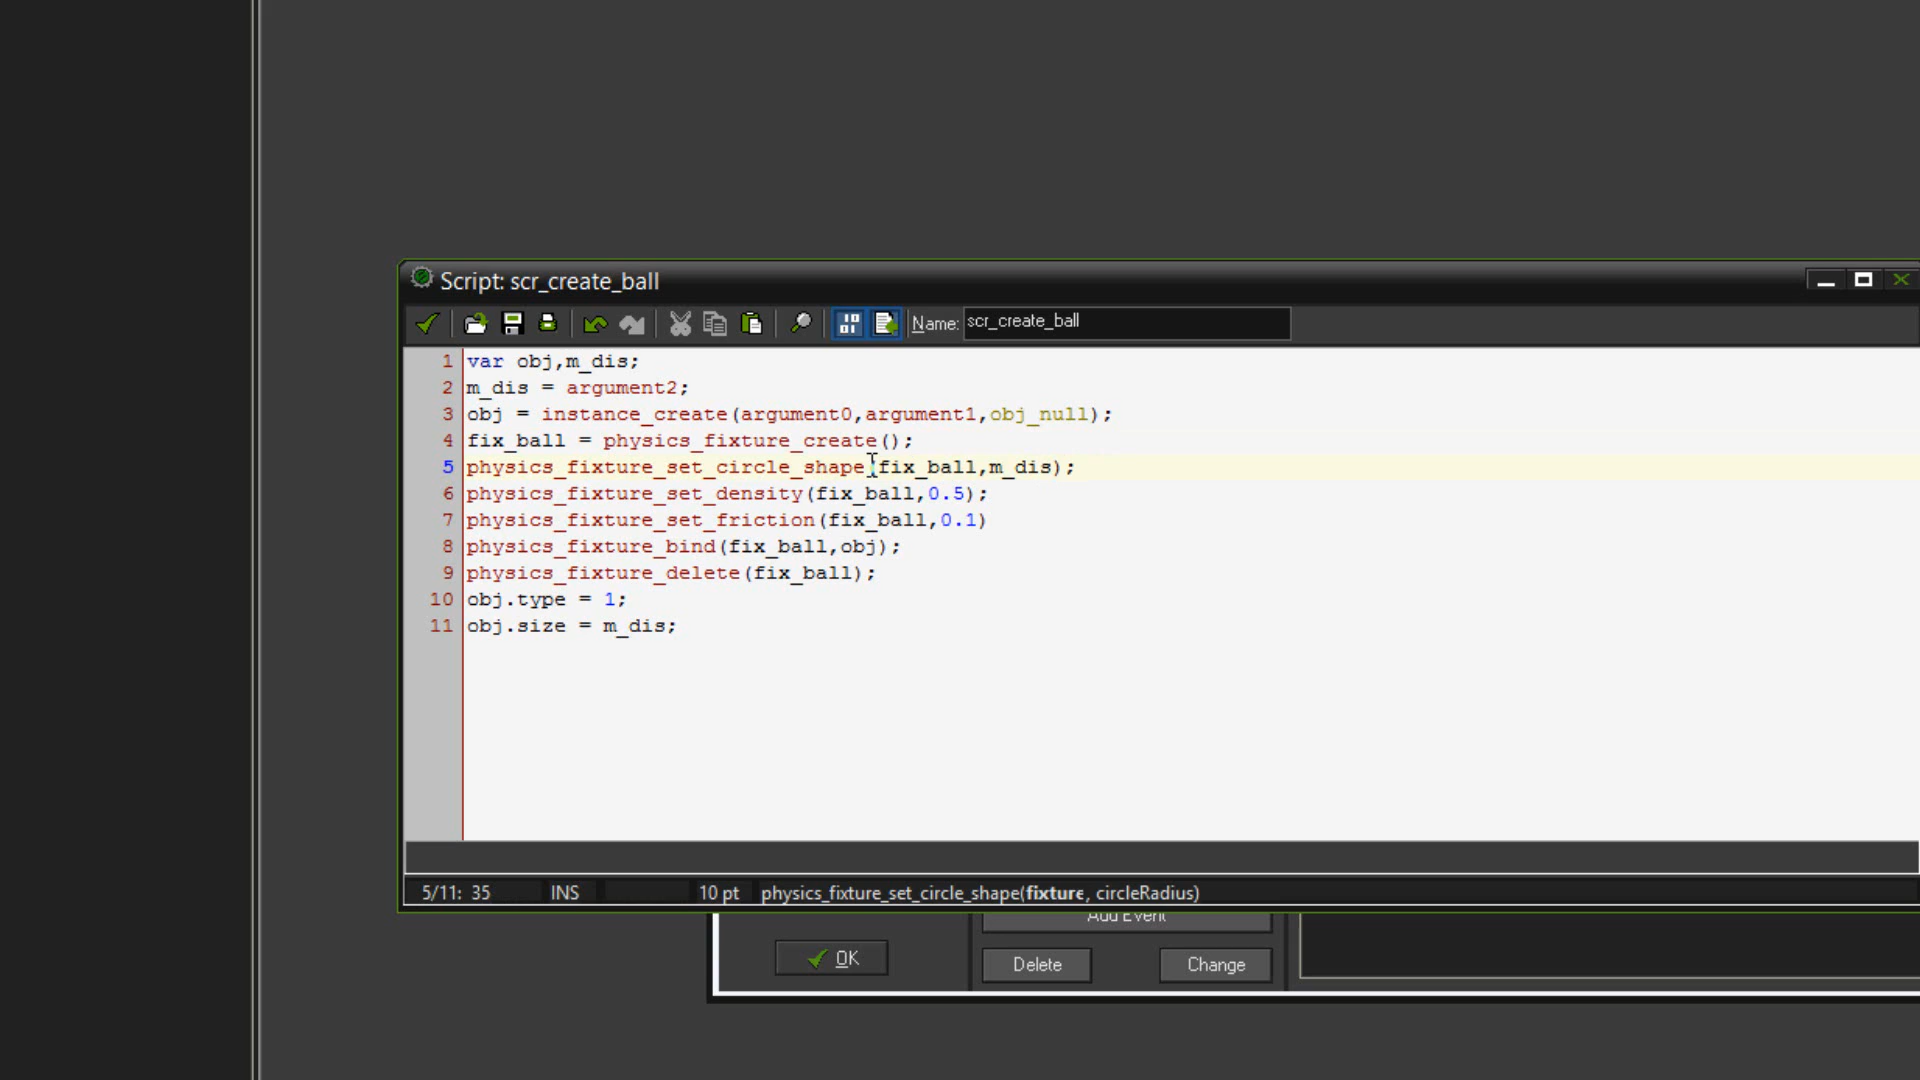 Script: scr_create_ball
Name: scr_create_ball
1 var obj,m_dis;
2 m_dis = argument2;
3 obj = instance_create(argument0,argument1,obj_null);
4 fix_ball = physics_fixture_create();
5 physics_fixture_set_circle_shape(fix_ball,m_dis);
6 physics_fixture_set_density(fix_ball,0.5);
7 physics_fixture_set_friction(fix_ball,0.1)
8 physics_fixture_bind(fix_ball,obj);
9 physics_fixture_delete(fix_ball);
10 obj.type = 1;
11 obj.size = m_dis;
5/11: 35 INS 10 pt physics_fixture_set_circle_shape(fixture, circleRadius)
Add Event
OK
Delete Change